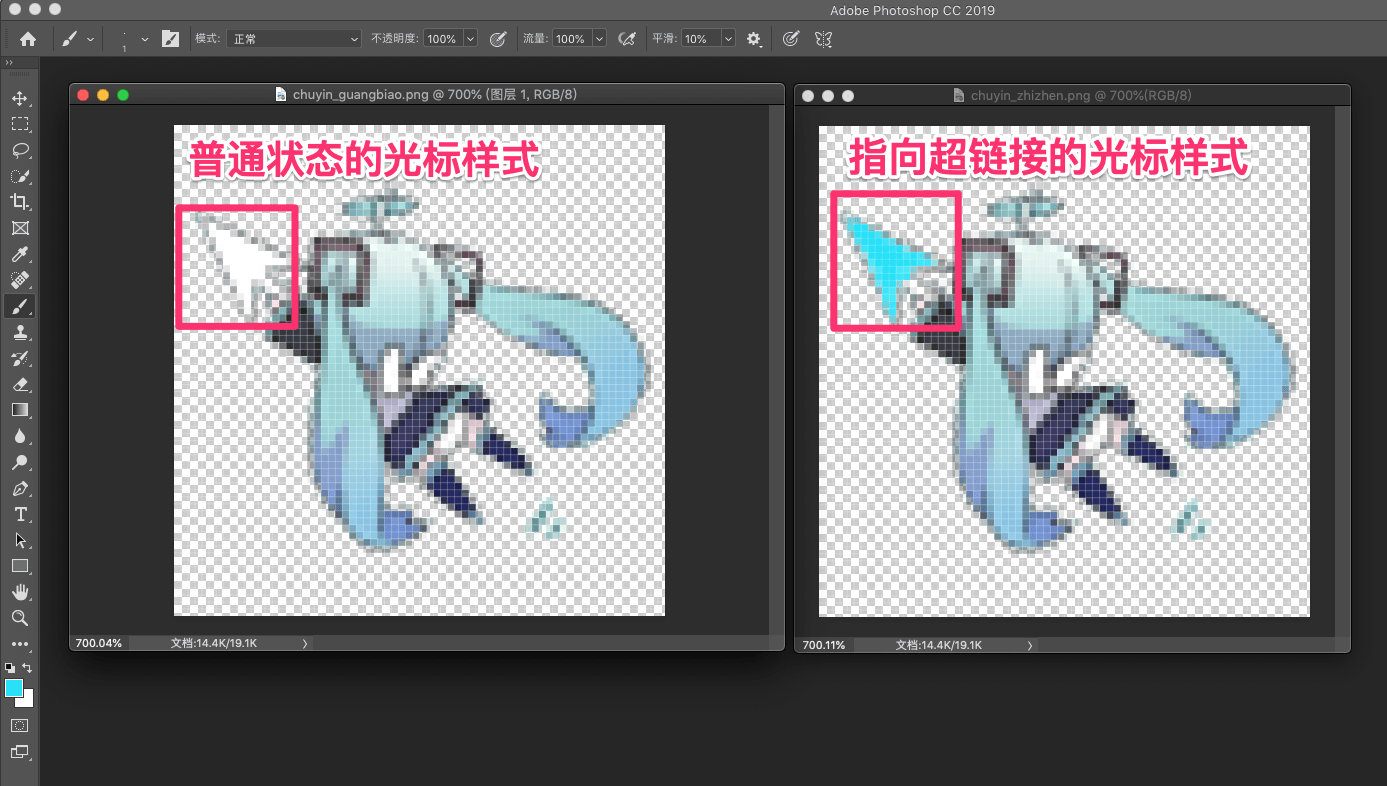 Adobe Photoshop CC 2019
1
模式: 正常 不透明度: 100% 流量: 100% 平滑: 10%
chuyin_guangbiao.png @ 700% (图层 1, RGB/8)
chuyin_zhizhen.png @ 700%(RGB/8)
普通状态的光标样式
指向超链接的光标样式
700.04% 文档:14.4K/19.1K
700.11% 文档:14.4K/19.1K